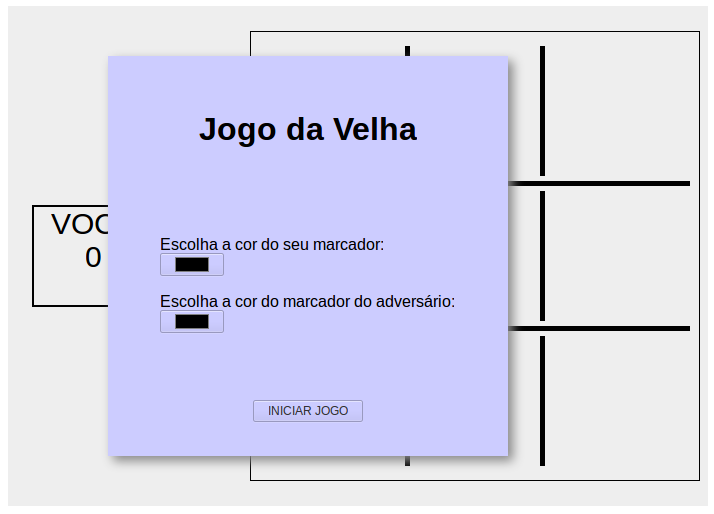 Jogo da Velha
VOC
0
Escolha a cor do seu marcador:
Escolha a cor do marcador do adversário:
INICIAR JOGO